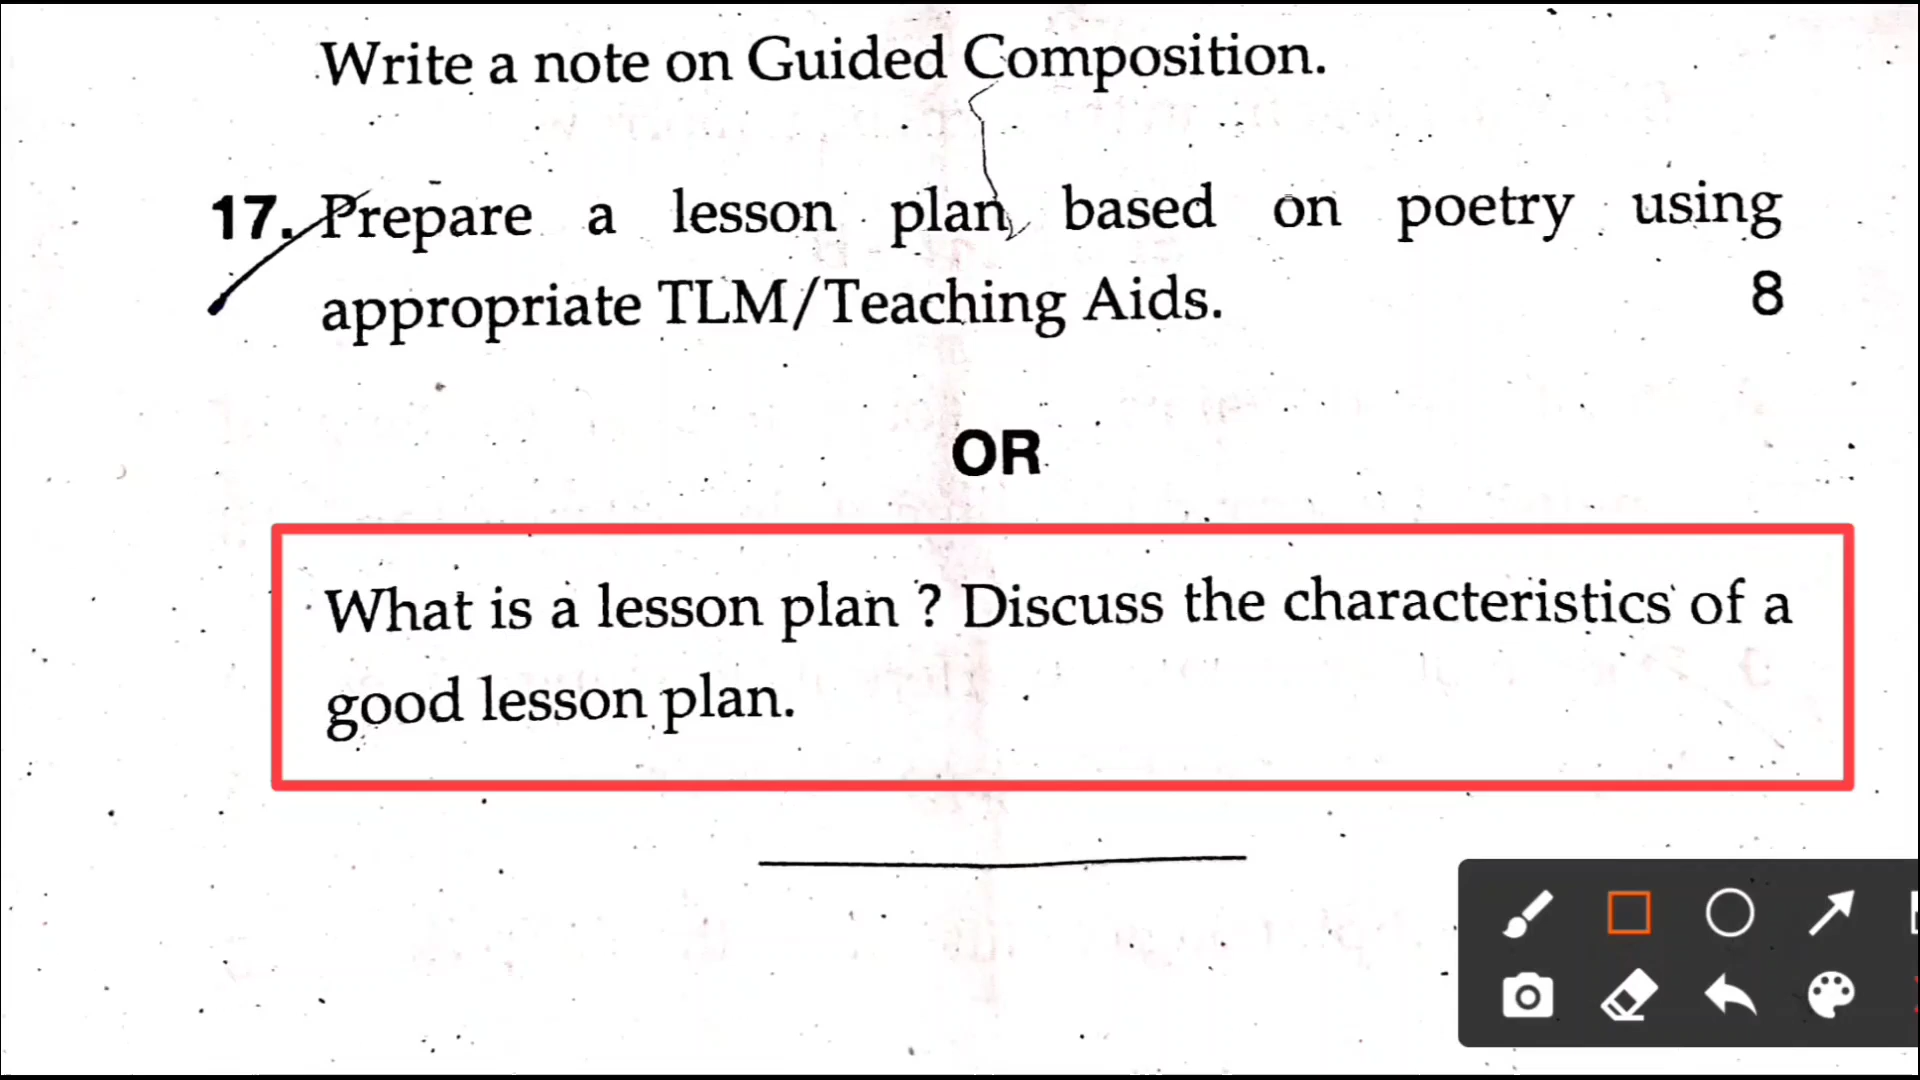 Write a note on Guided Composition.
17. Prepare a lesson plan based on poetry using
appropriate TLM/Teaching Aids. 8
OR
What is a lesson plan ? Discuss the characteristics of a
good lesson plan.